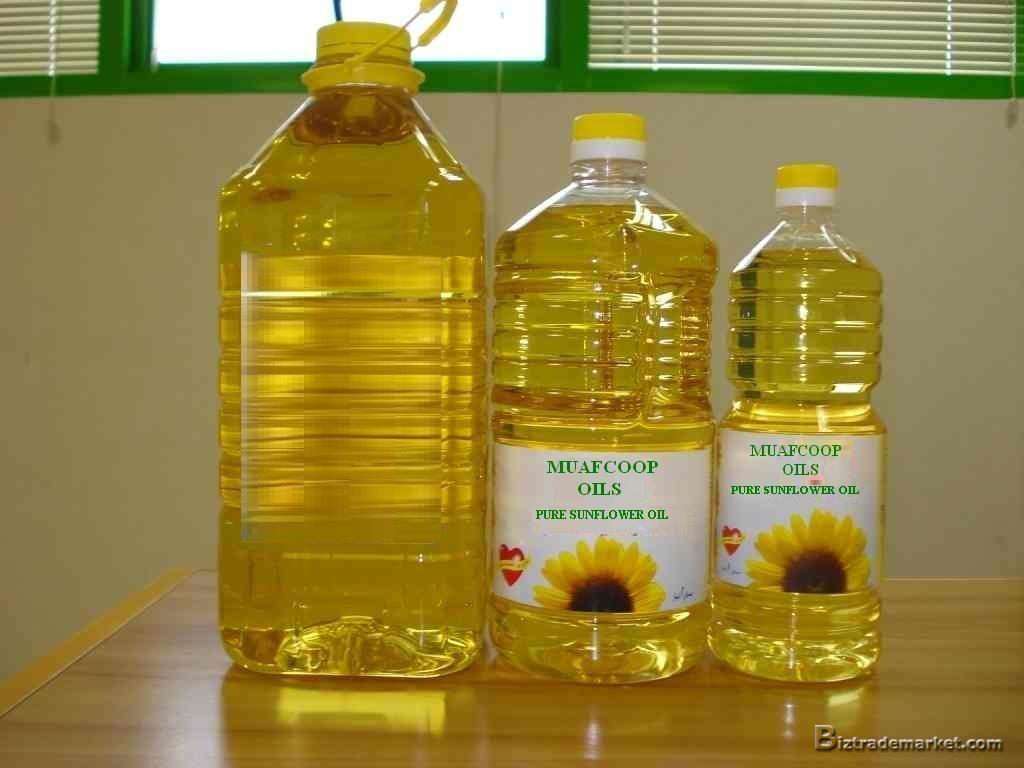 MUAFCOOP
OILS
PURE SUNFLOWER OIL
MUAFCOOP
OILS
PURE SUNFLOWER OIL
Biztrademarket.com